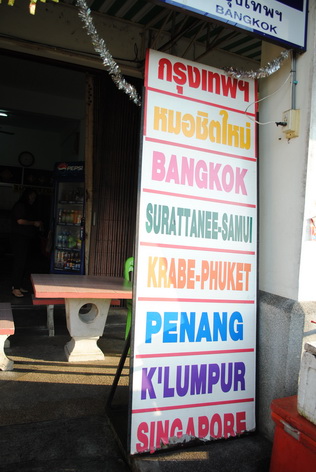 กรุงเทพฯ
BANGKOK
กรุงเทพฯ
หมอชิตใหม่
BANGKOK
SURATTANEE-SAMUI
KRABE-PHUKET
PENANG
K'LUMPUR
SINGAPORE